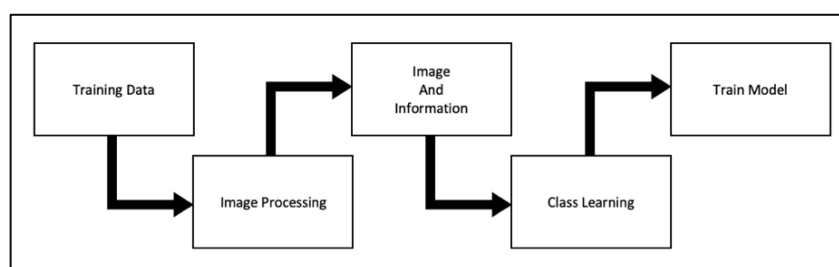 Training Data
Image Processing
Image
And
Information
Class Learning
Train Model